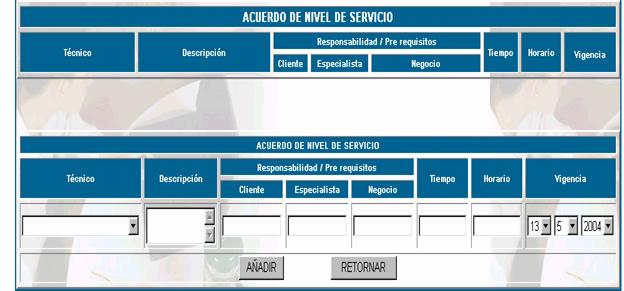 ACUERDO DE NIVEL DE SERVICIO
Técnico Descripción Responsabilidad / Pre requisitos Tiempo Horario Vigencia
Cliente Especialista Negocio
ACUERDO DE NIVEL DE SERVICIO
Técnico Descripción Responsabilidad / Pre requisitos Tiempo Horario Vigencia
Cliente Especialista Negocio
13 5 2004
AÑADIR RETORNAR